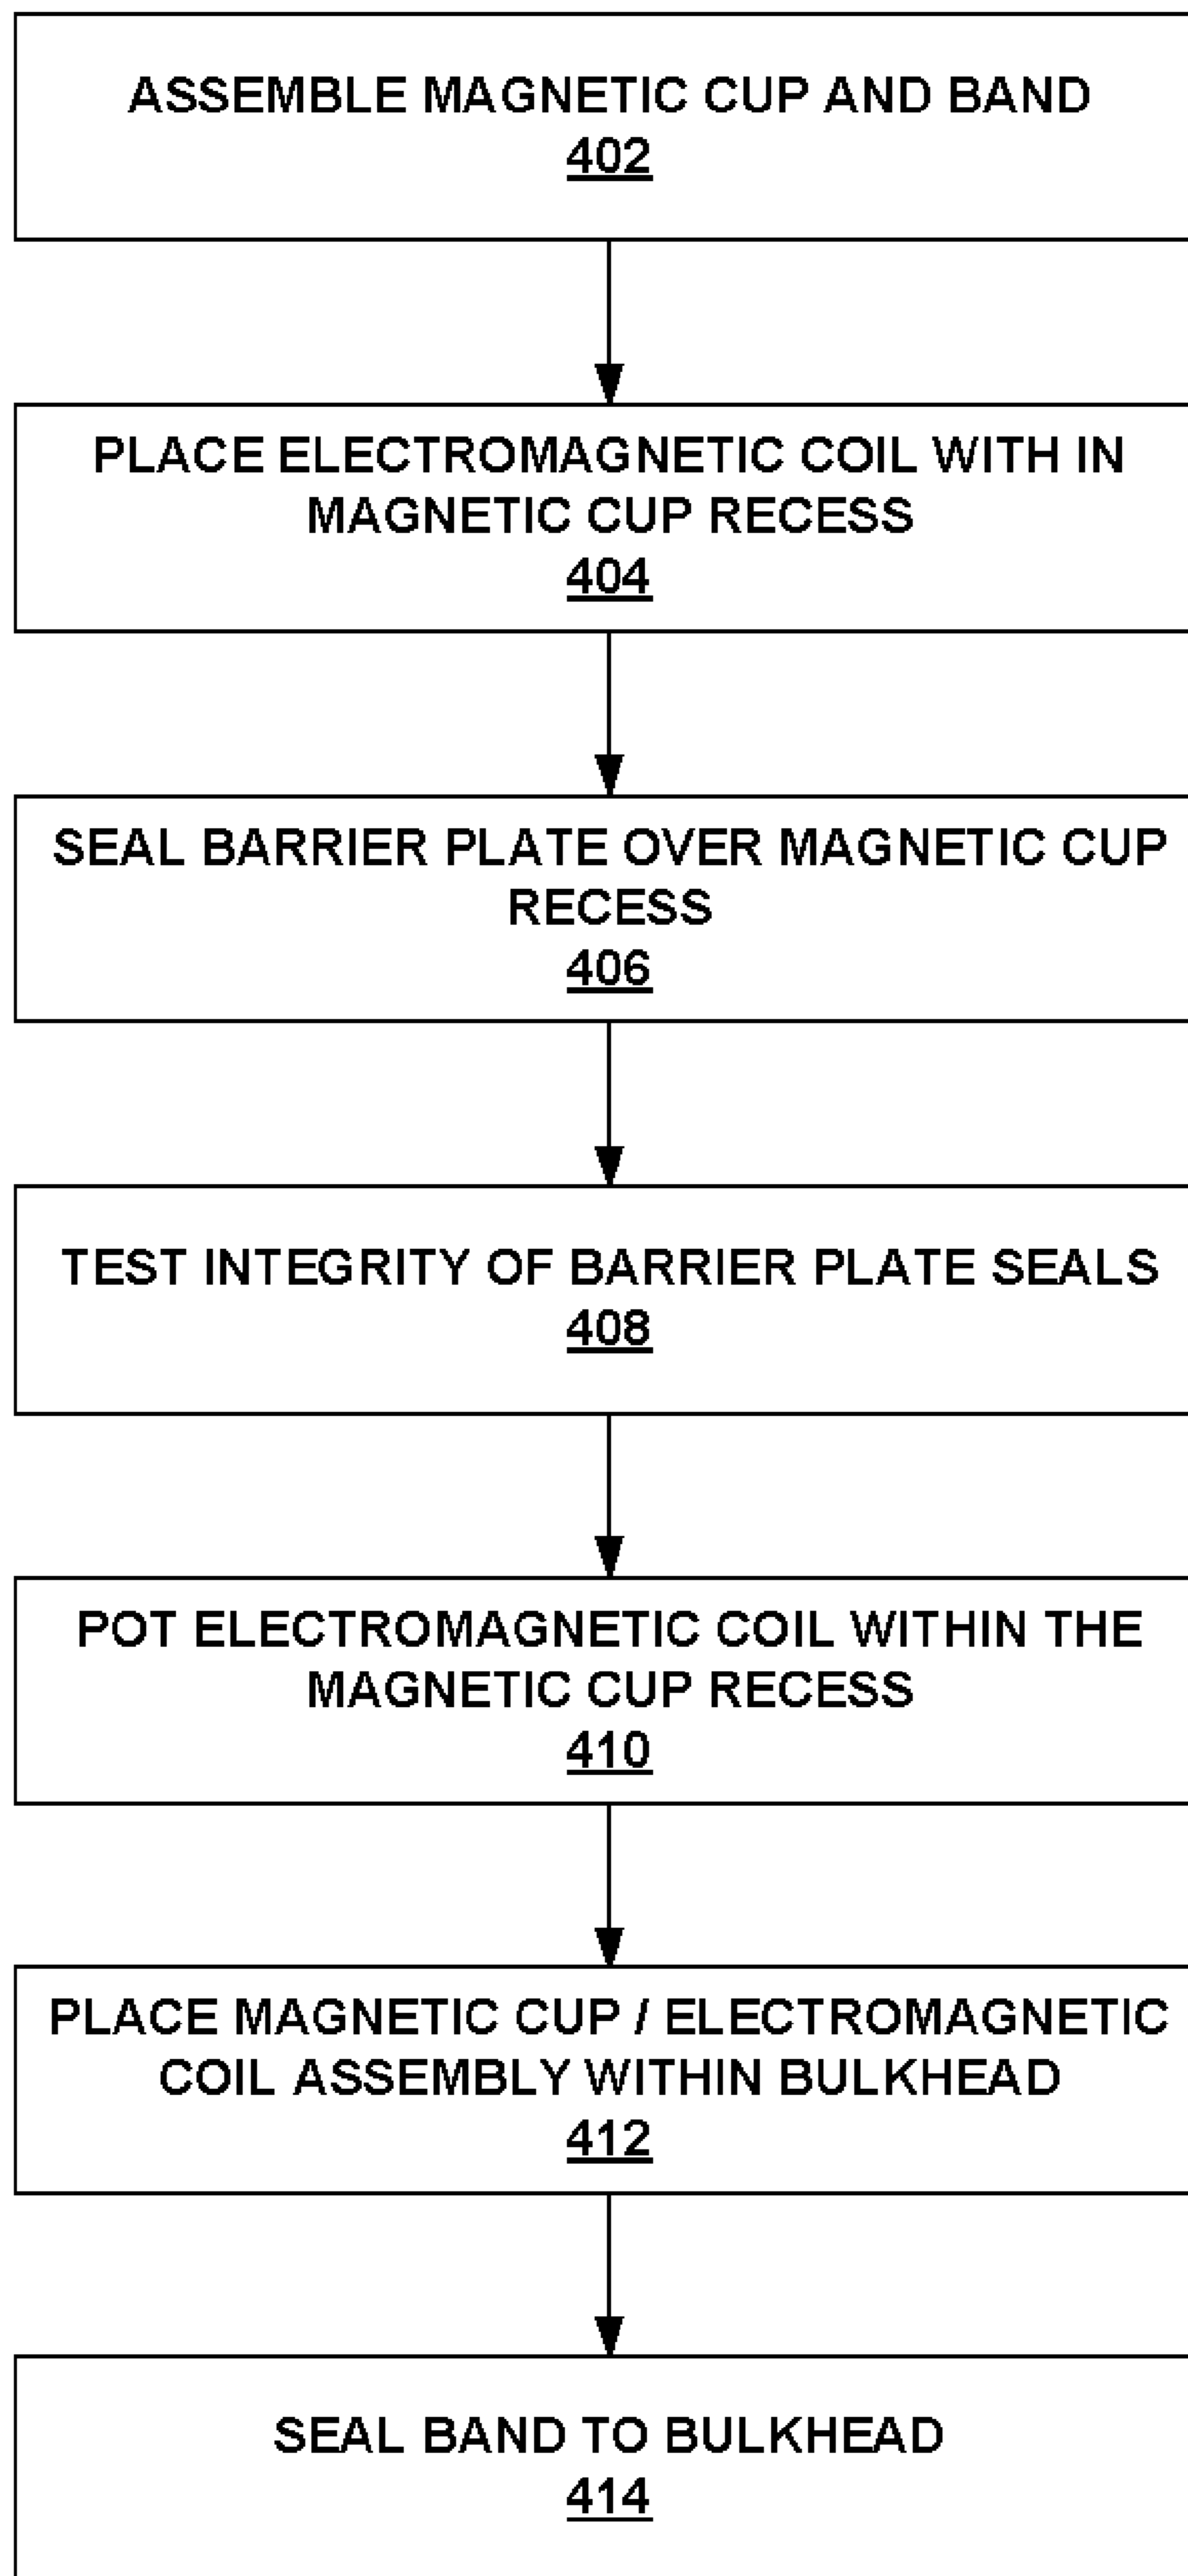 ASSEMBLE MAGNETIC CUP AND BAND
402
PLACE ELECTROMAGNETIC COIL WITH IN
MAGNETIC CUP RECESS
404
SEAL BARRIER PLATE OVER MAGNETIC CUP
RECESS
406
TEST INTEGRITY OF BARRIER PLATE SEALS
408
POT ELECTROMAGNETIC COIL WITHIN THE
MAGNETIC CUP RECESS
410
PLACE MAGNETIC CUP / ELECTROMAGNETIC
COIL ASSEMBLY WITHIN BULKHEAD
412
SEAL BAND TO BULKHEAD
414